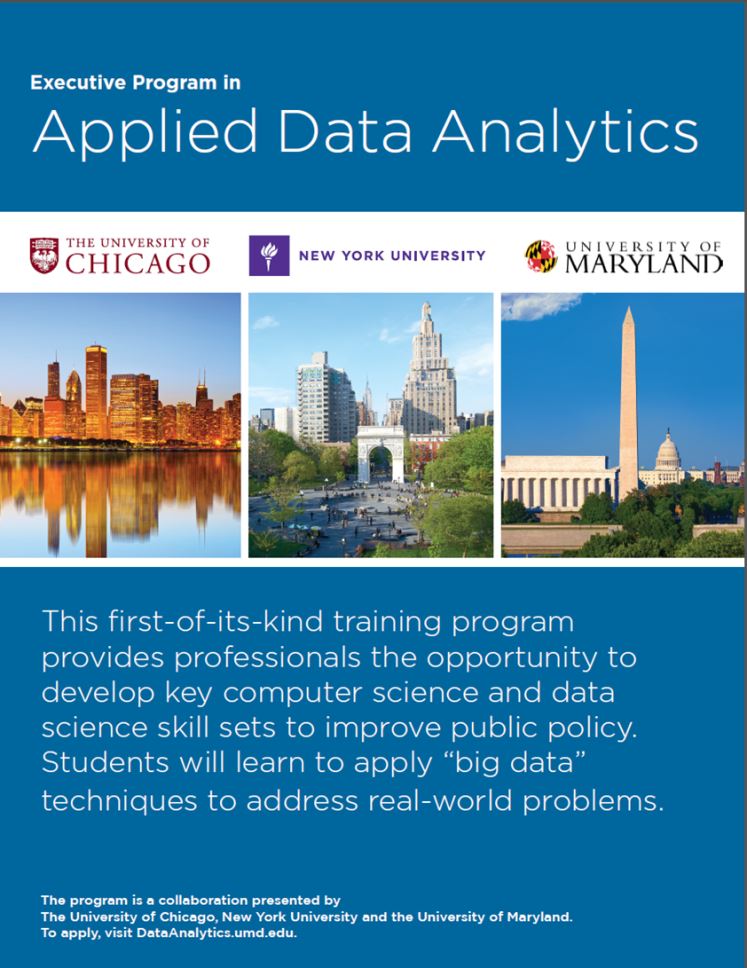 Executive Program in
Applied Data Analytics
THE UNIVERSITY OF
CHICAGO
NEW YORK UNIVERSITY
UNIVERSITY OF
MARYLAND
This first-of-its-kind training program
provides professionals the opportunity to
develop key computer science and data
science skill sets to improve public policy.
Students will learn to apply “big data”
techniques to address real-world problems.
The program is a collaboration presented by
The University of Chicago, New York University and the University of Maryland.
To apply, visit DataAnalytics.umd.edu.